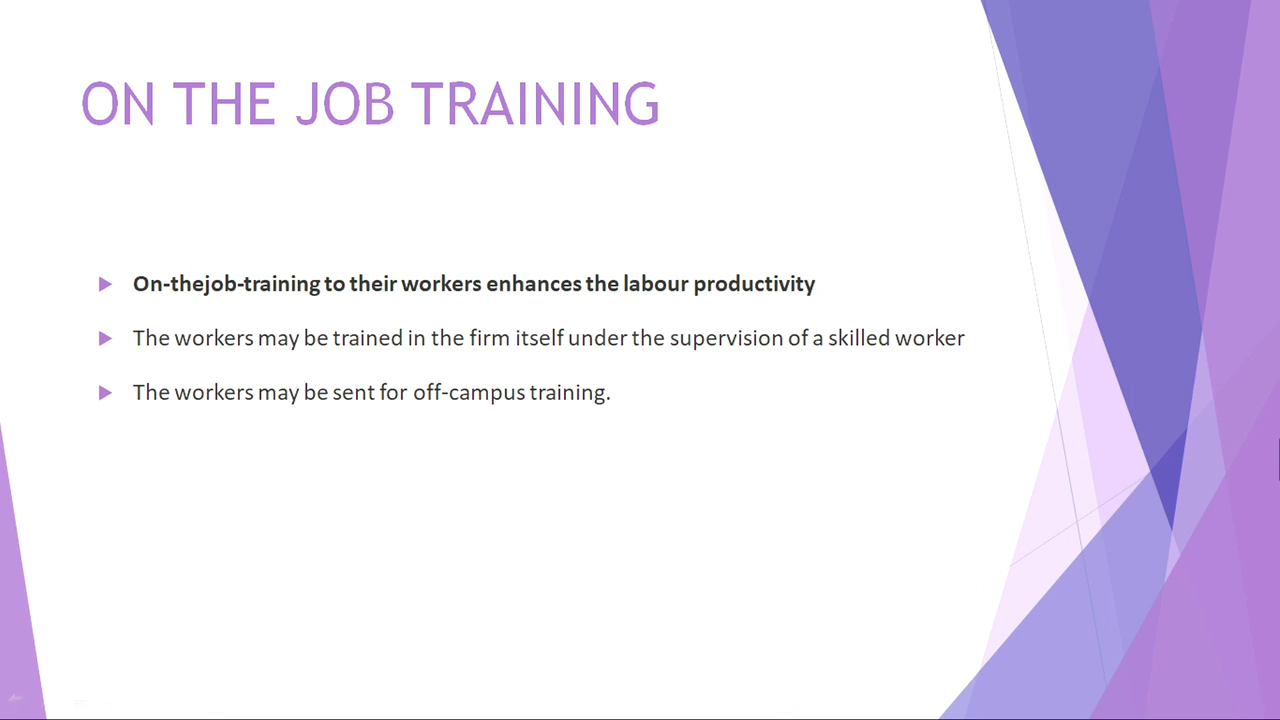 ON THE JOB TRAINING
On-thejob-training to their workers enhances the labour productivity
The workers may be trained in the firm itself under the supervision of a skilled worker
The workers may be sent for off-campus training.